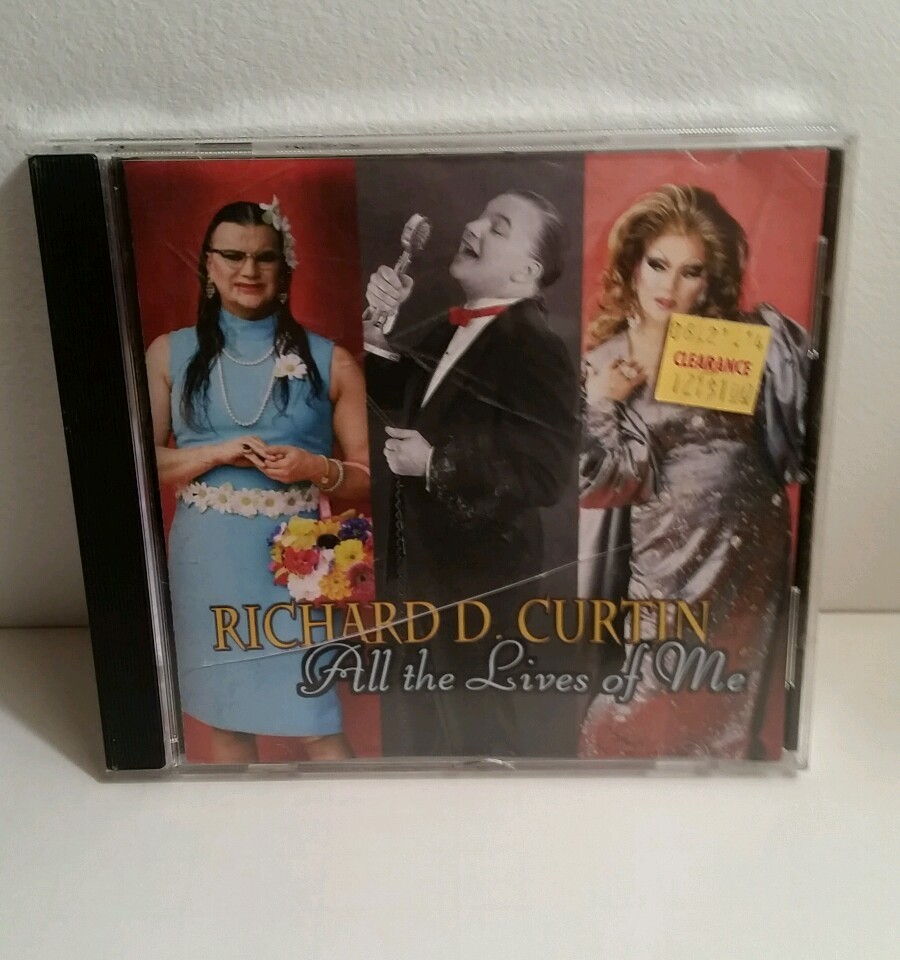 CLEARANCE
RICHARD D. CURTIN
All the Lives of Me